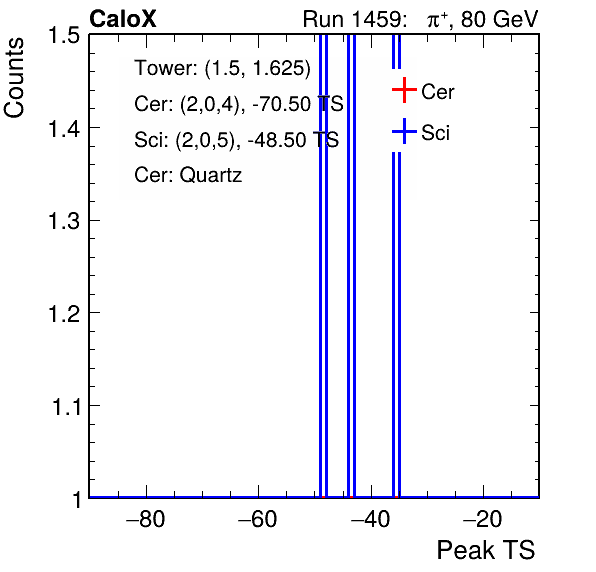 CaloX Run 1459: π⁺, 80 GeV
Counts
1.5
1.4
1.3
1.2
1.1
1
Tower: (1.5, 1.625)
Cer: (2,0,4), -70.50 TS
Sci: (2,0,5), -48.50 TS
Cer: Quartz
Cer
Sci
−80 −60 −40 −20
Peak TS